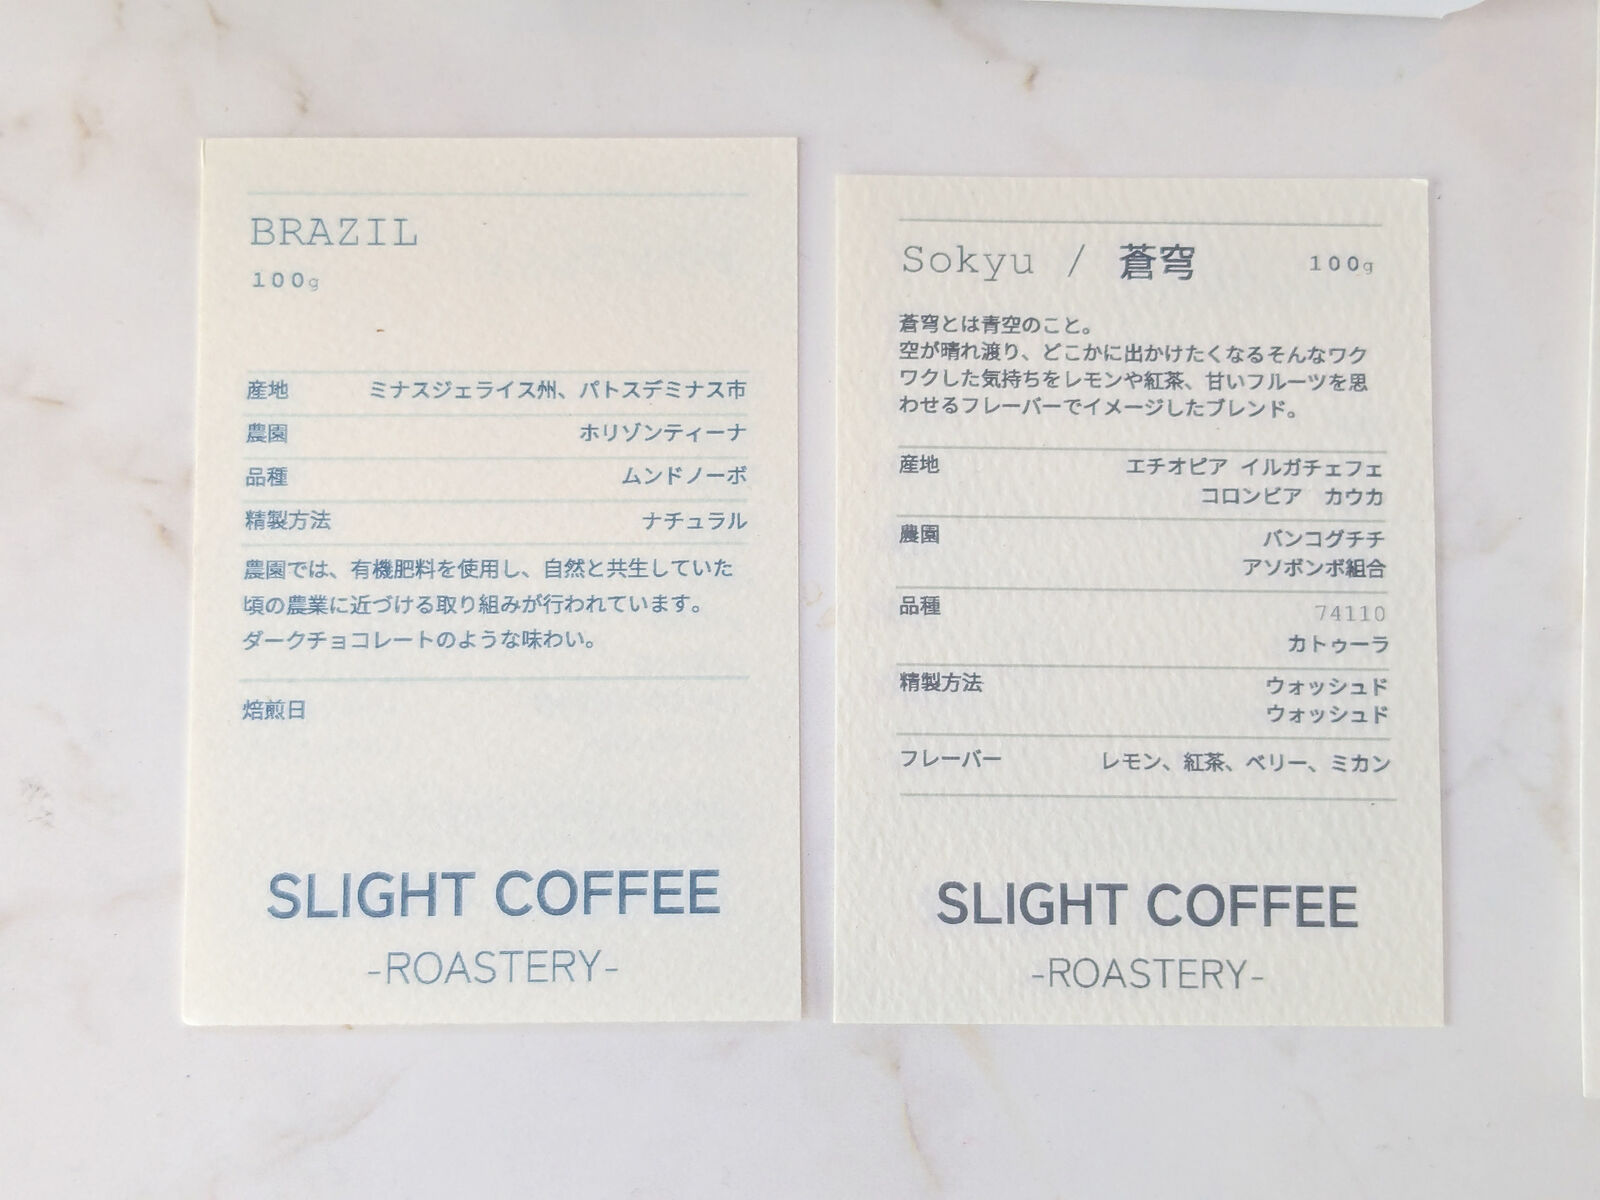 BRAZIL
100g
産地 ミナスジェライス州、パトスデミナス市
農園 ホリゾンティーナ
品種 ムンドノーボ
精製方法 ナチュラル
農園では、有機肥料を使用し、自然と共生していた
頃の農業に近づける取り組みが行われています。
ダークチョコレートのような味わい。
焙煎日
SLIGHT COFFEE
-ROASTERY-
Sokyu / 蒼穹 100g
蒼穹とは青空のこと。
空が晴れ渡り、どこかに出かけたくなるそんなワク
ワクした気持ちをレモンや紅茶、甘いフルーツを思
わせるフレーバーでイメージしたブレンド。
産地 エチオピア イルガチェフェ
コロンビア カウカ
農園 バンコグチチ
アソボンボ組合
品種 74110
カトゥーラ
精製方法 ウォッシュド
ウォッシュド
フレーバー レモン、紅茶、ベリー、ミカン
SLIGHT COFFEE
-ROASTERY-